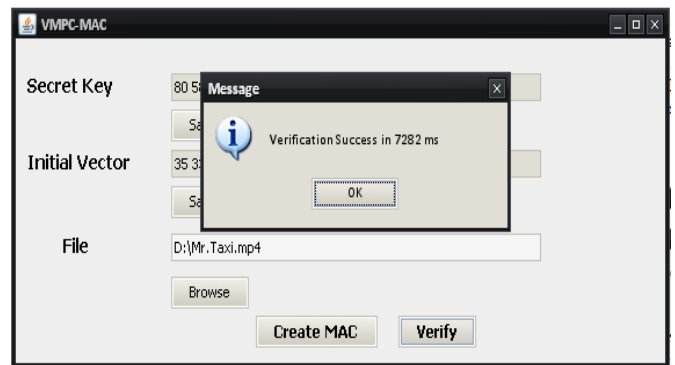 VMPC-MAC
Secret Key
80 5
Message
Verification Success in 7282 ms
Initial Vector
35 3
OK
File
D:\Mr.Taxi.mp4
Browse
Create MAC
Verify